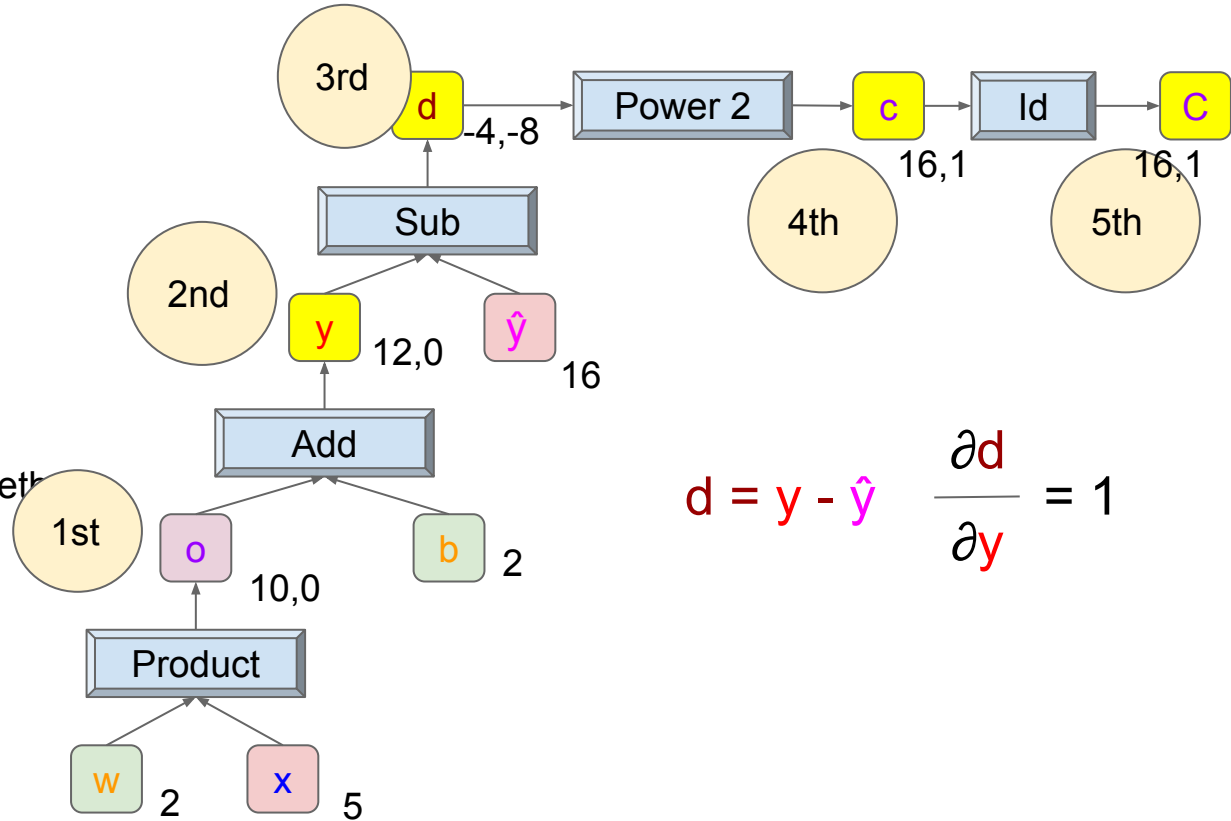 3rd
d
-4,-8
Power 2
c
16,1
Id
C
16,1
4th
5th
Sub
2nd
y
12,0
ŷ
16
Add
d = y - ŷ
∂d
∂y
= 1
eth
1st
o
10,0
b
2
Product
w
2
x
5